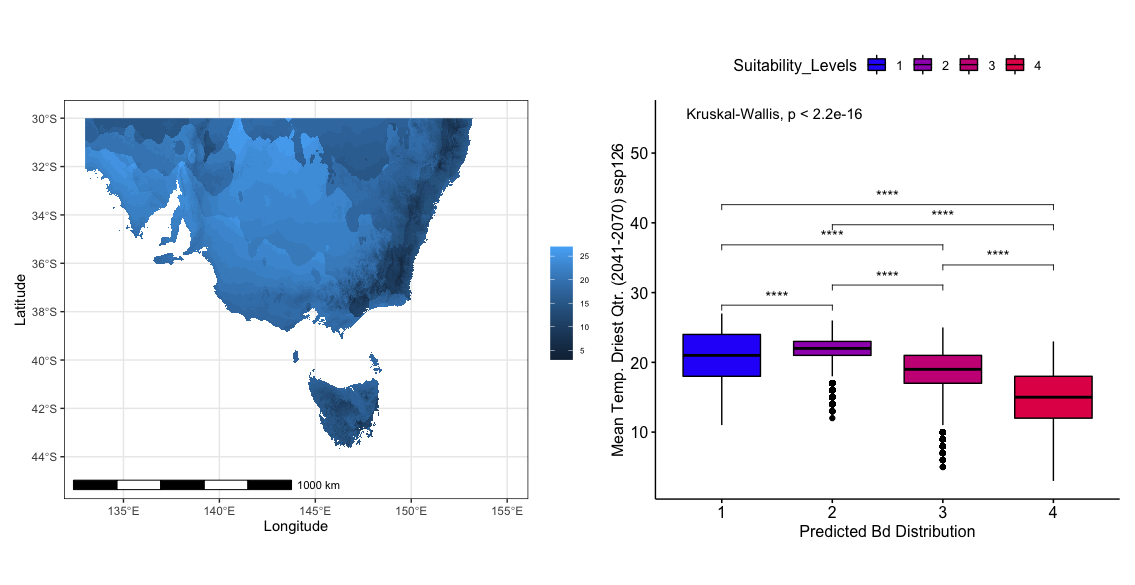 30°S
32°S
34°S
36°S
38°S
40°S
42°S
44°S
Latitude
1000 km
135°E
140°E
145°E
150°E
155°E
Longitude
25
20
15
10
5
Suitability_Levels 1 2 3 4
Kruskal-Wallis, p < 2.2e-16
****
****
****
****
****
****
50
40
30
20
10
Mean Temp. Driest Qtr. (2041-2070) ssp126
1 2 3 4
Predicted Bd Distribution